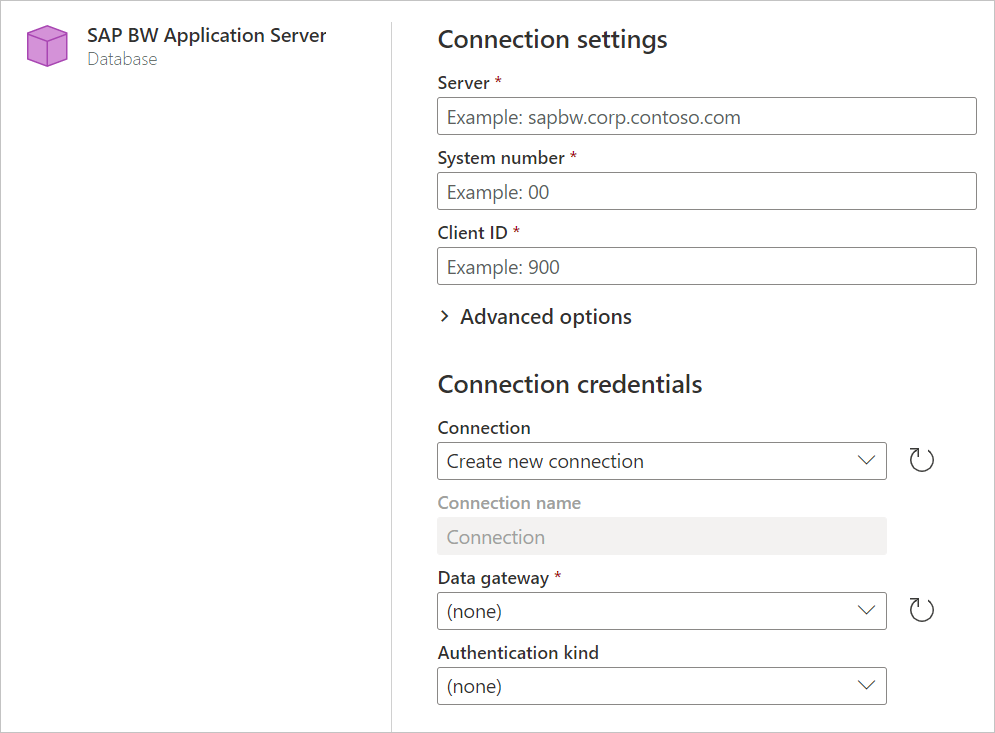 SAP BW Application Server
Database
Connection settings
Server *
Example: sapbw.corp.contoso.com
System number *
Example: 00
Client ID *
Example: 900
Advanced options
Connection credentials
Connection
Create new connection
Connection name
Connection
Data gateway *
(none)
Authentication kind
(none)